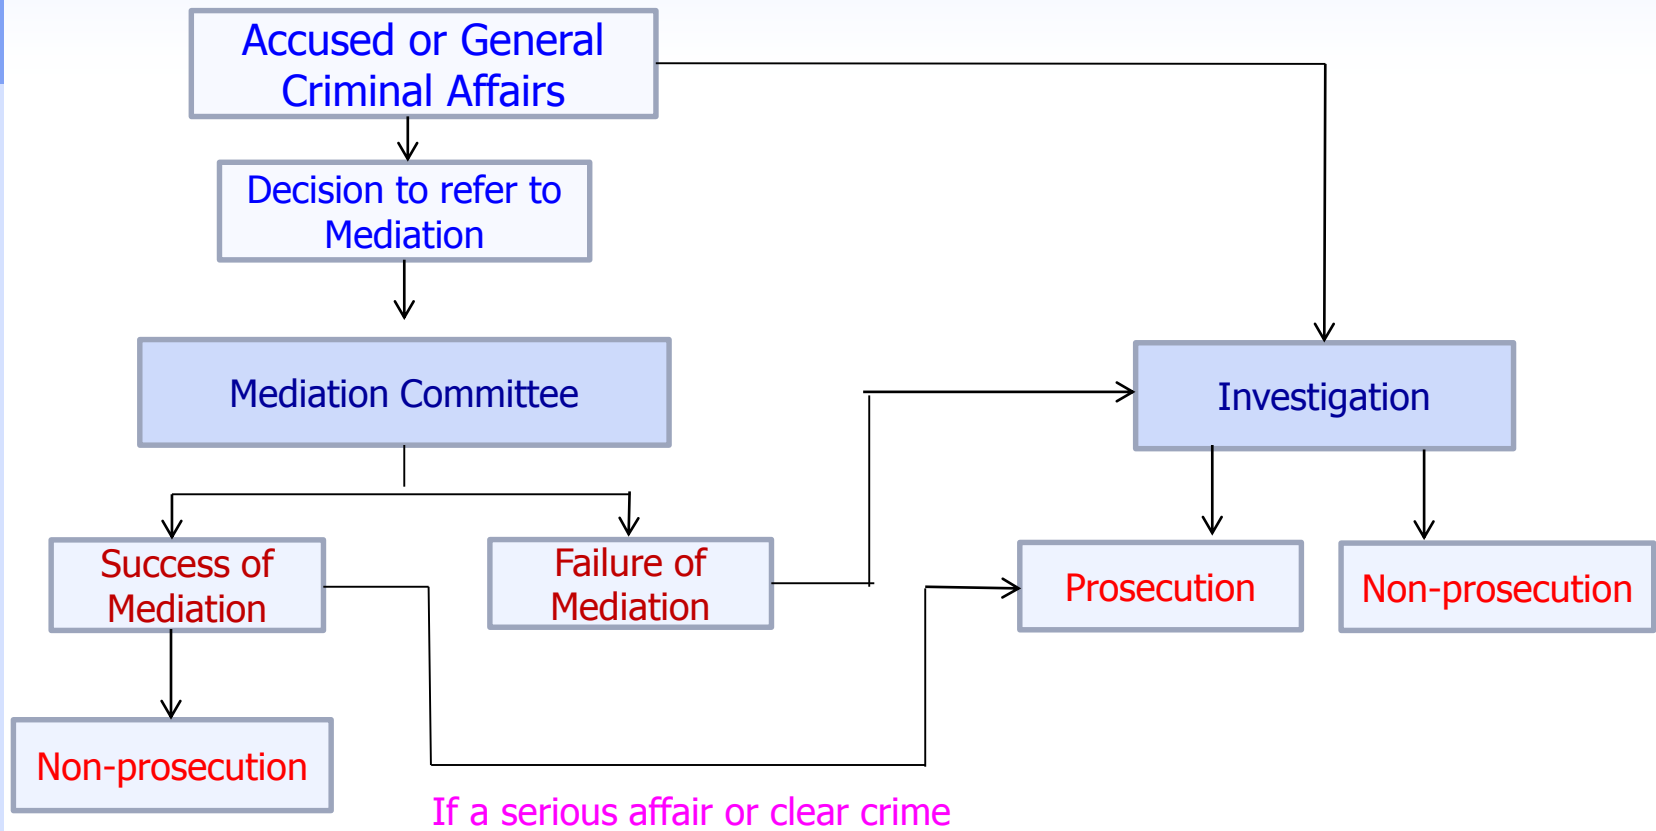 Accused or General
Criminal Affairs
Decision to refer to
Mediation
Mediation Committee
Investigation
Success of
Mediation
Failure of
Mediation
Prosecution
Non-prosecution
Non-prosecution
If a serious affair or clear crime